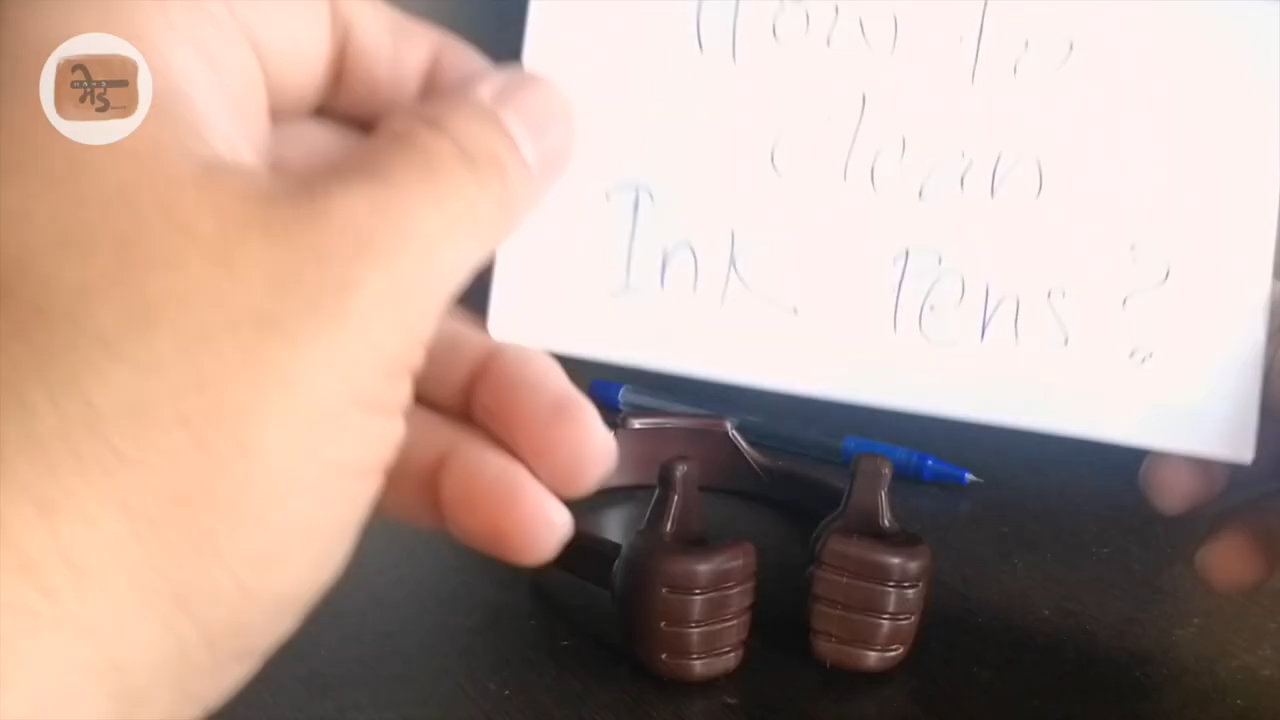 मेड
How to
clean
Ink Pens?